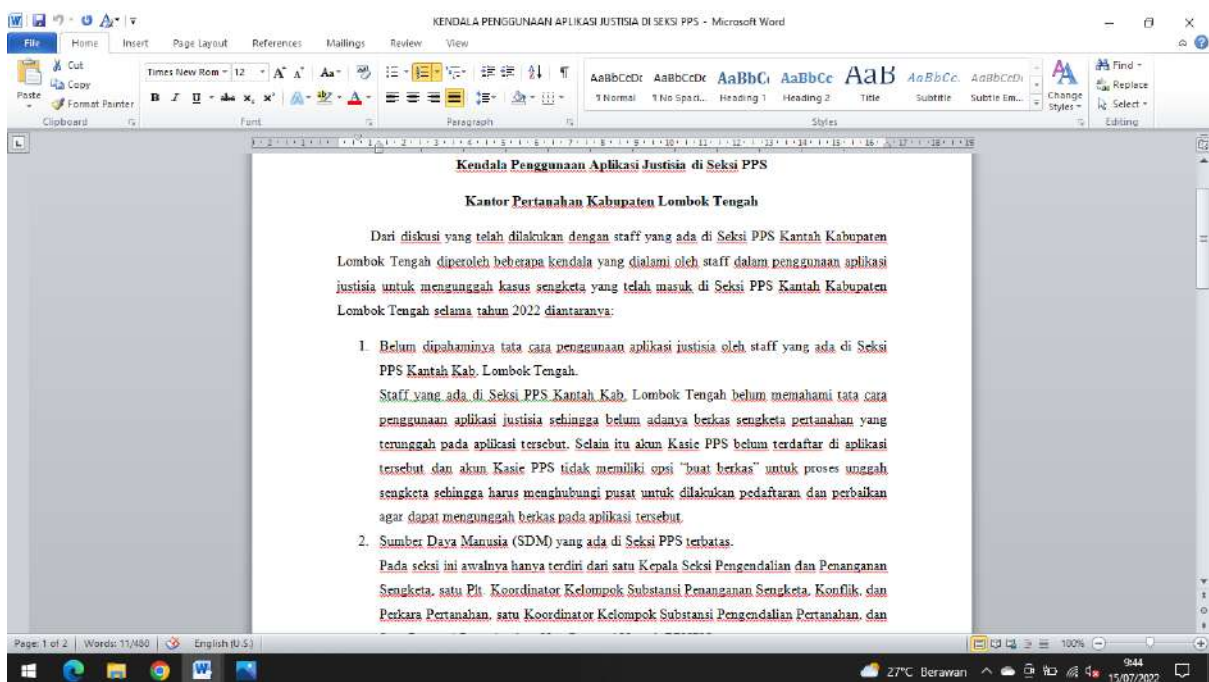 KENDALA PENGGUNAAN APLIKASI JUSTISIA DI SEKSI PPS - Microsoft Word
File Home Insert Page Layout References Mailings Review View
Cut
Copy
Format Painter
Paste
Clipboard
Times New Rom 12
Font
Paragraph
AaBbCcDc AaBbCcDc AaBbC AaBbCc AaB AaBbCc. AaBbCcD
¶ Normal ¶ No Spaci... Heading 1 Heading 2 Title Subtitle Subtle Em...
Change Styles
Styles
Find
Replace
Select
Editing
Kendala Penggunaan Aplikasi Justisia di Seksi PPS
Kantor Pertanahan Kabupaten Lombok Tengah
Dari diskusi yang telah dilakukan dengan staff yang ada di Seksi PPS Kantah Kabupaten
Lombok Tengah diperoleh beberapa kendala yang dialami oleh staff dalam penggunaan aplikasi
justisia untuk mengunggah kasus sengketa yang telah masuk di Seksi PPS Kantah Kabupaten
Lombok Tengah selama tahun 2022 diantaranya:
1. Belum dipahaminya tata cara penggunaan aplikasi justisia oleh staff yang ada di Seksi
PPS Kantah Kab. Lombok Tengah.
Staff yang ada di Seksi PPS Kantah Kab. Lombok Tengah belum memahami tata cara
penggunaan aplikasi justisia sehingga belum adanya berkas sengketa pertanahan yang
terunggah pada aplikasi tersebut. Selain itu akun Kasie PPS belum terdaftar di aplikasi
tersebut dan akun Kasie PPS tidak memiliki opsi “buat berkas” untuk proses unggah
sengketa sehingga harus menghubungi pusat untuk dilakukan pedaftaran dan perbaikan
agar dapat mengunggah berkas pada aplikasi tersebut.
2. Sumber Daya Manusia (SDM) yang ada di Seksi PPS terbatas.
Pada seksi ini awalnya hanya terdiri dari satu Kepala Seksi Pengendalian dan Penanganan
Sengketa, satu Plt. Koordinator Kelompok Substansi Penanganan Sengketa, Konflik, dan
Perkara Pertanahan, satu Koordinator Kelompok Substansi Pengendalian Pertanahan, dan
Page: 1 of 2 Words: 11/480 English (U.S.) 100%
27°C Berawan 9:44
15/07/2022